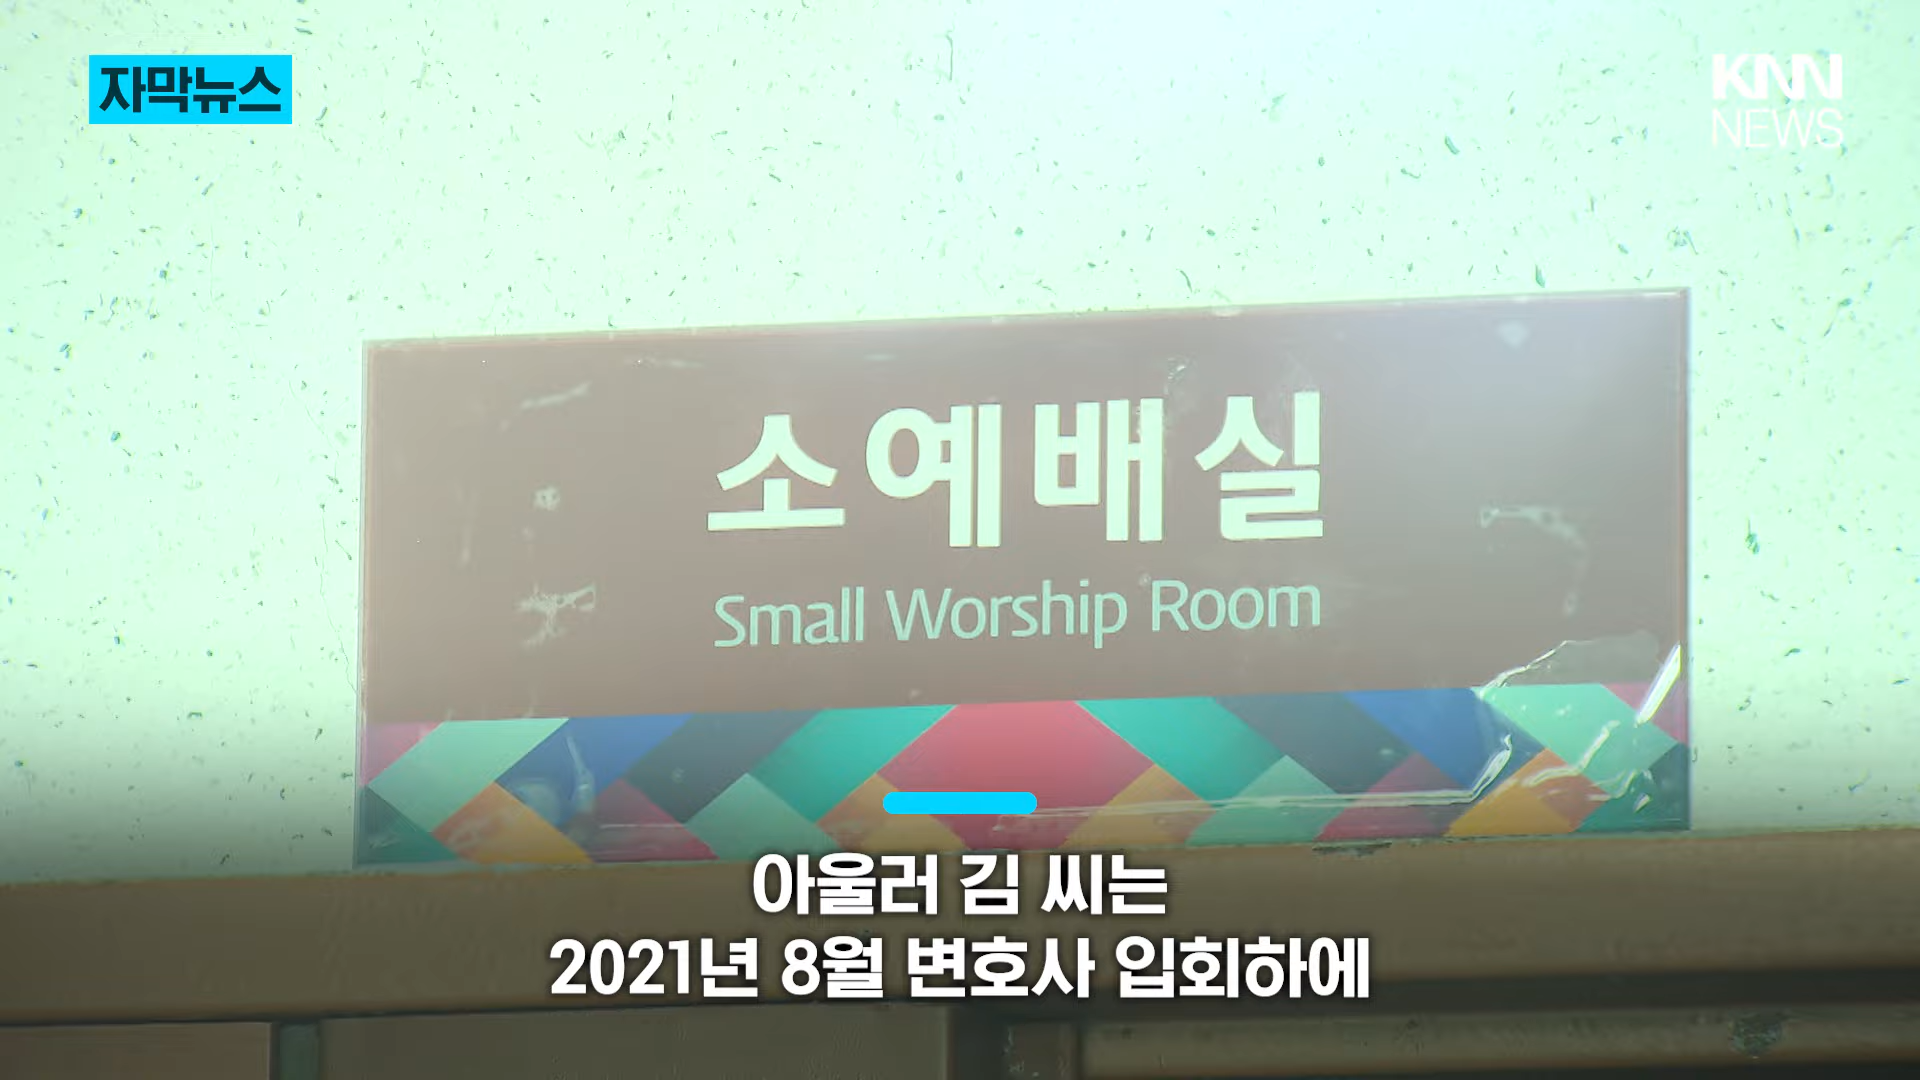 자막뉴스
KNN
NEWS
소예배실
Small Worship Room
아울러 김 씨는
2021년 8월 변호사 입회하에